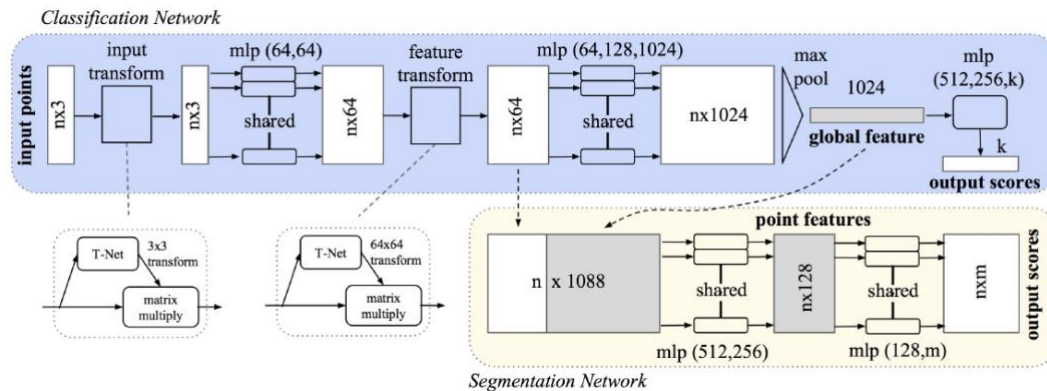 Classification Network
input points
nx3
input
transform
nx3
mlp (64,64)
shared
nx64
feature
transform
nx64
mlp (64,128,1024)
shared
nx1024
max
pool
1024
global feature
mlp
(512,256,k)
k
output scores
T-Net
3x3
transform
matrix
multiply
T-Net
64x64
transform
matrix
multiply
point features
n x 1088
shared
mlp (512,256)
nx128
shared
mlp (128,m)
nxm
output scores
Segmentation Network